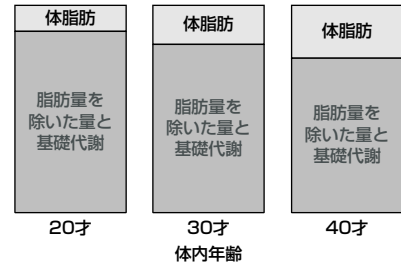 体脂肪
脂肪量を
除いた量と
基礎代謝
20才
体脂肪
脂肪量を
除いた量と
基礎代謝
30才
体脂肪
脂肪量を
除いた量と
基礎代謝
40才
体内年齢